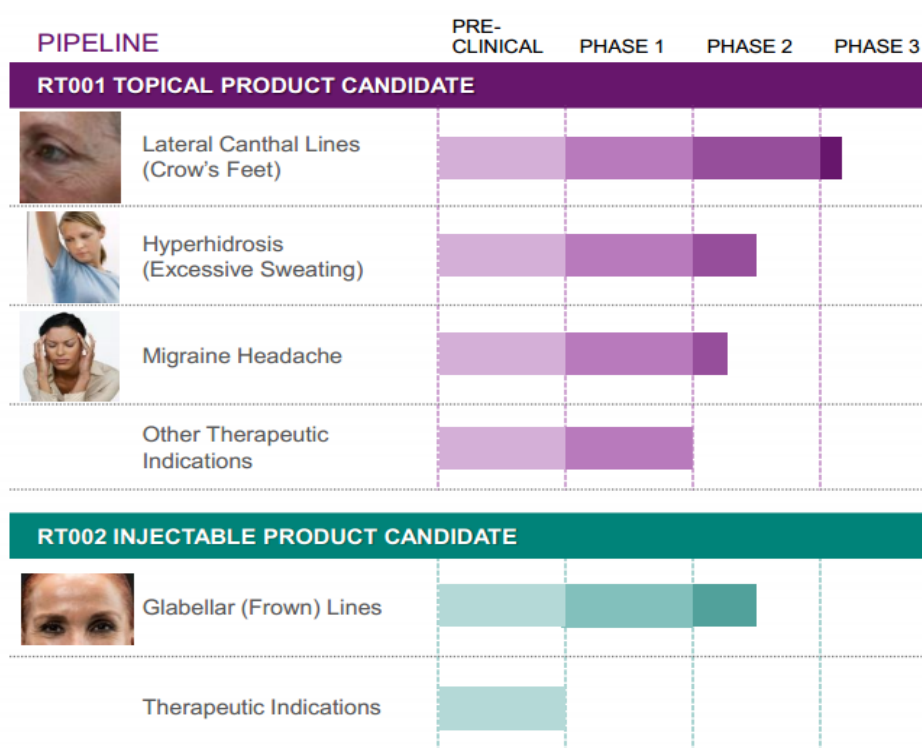 PIPELINE
PRE-
CLINICAL
PHASE 1
PHASE 2
PHASE 3
RT001 TOPICAL PRODUCT CANDIDATE
Lateral Canthal Lines
(Crow's Feet)
Hyperhidrosis
(Excessive Sweating)
Migraine Headache
Other Therapeutic
Indications
RT002 INJECTABLE PRODUCT CANDIDATE
Glabellar (Frown) Lines
Therapeutic Indications